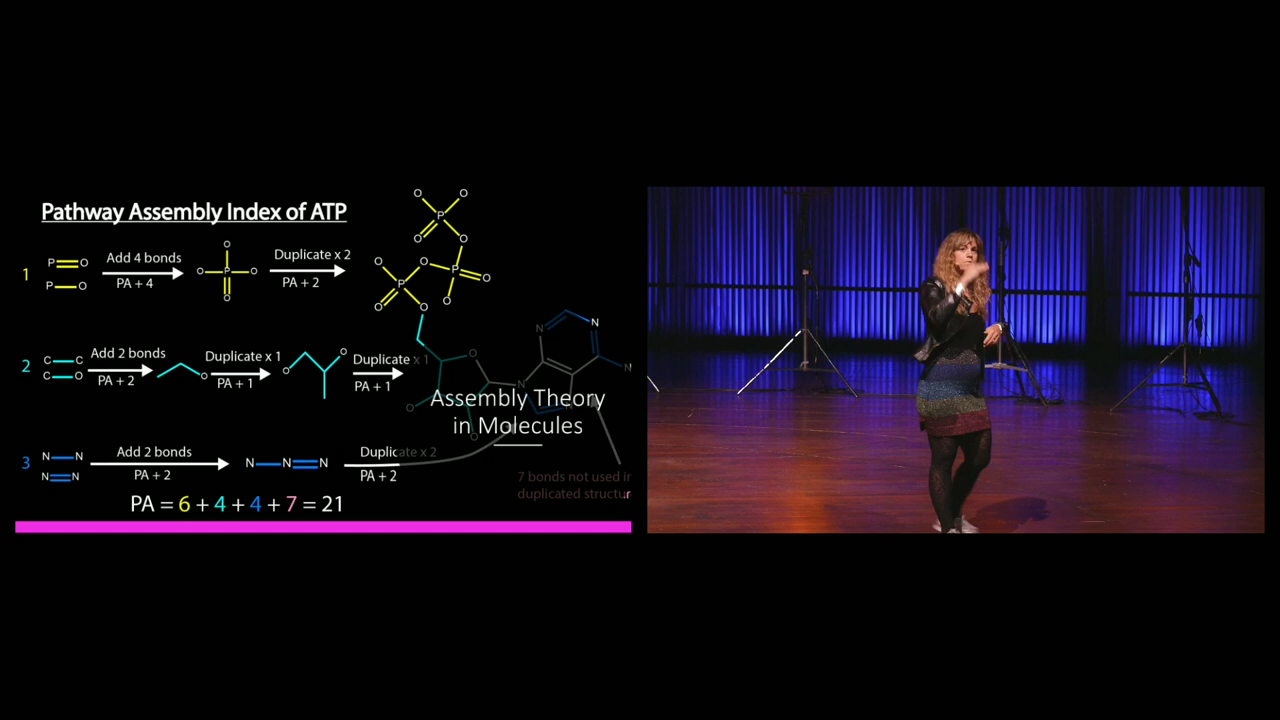 Pathway Assembly Index of ATP
1
P O
P O
Add 4 bonds
PA + 4
O
O P O
O
Duplicate x 2
PA + 2
O O
P
O O
O O P O
P
O O O
2
C C
C O
Add 2 bonds
PA + 2
O
Duplicate x 1
PA + 1
O O
Duplicate x 1
PA + 1
O
O O
N N
N N N
Assembly Theory
in Molecules
3
N N
N N
Add 2 bonds
PA + 2
N N N
Duplicate x 2
PA + 2
7 bonds not used in
duplicated structur
PA = 6 + 4 + 4 + 7 = 21